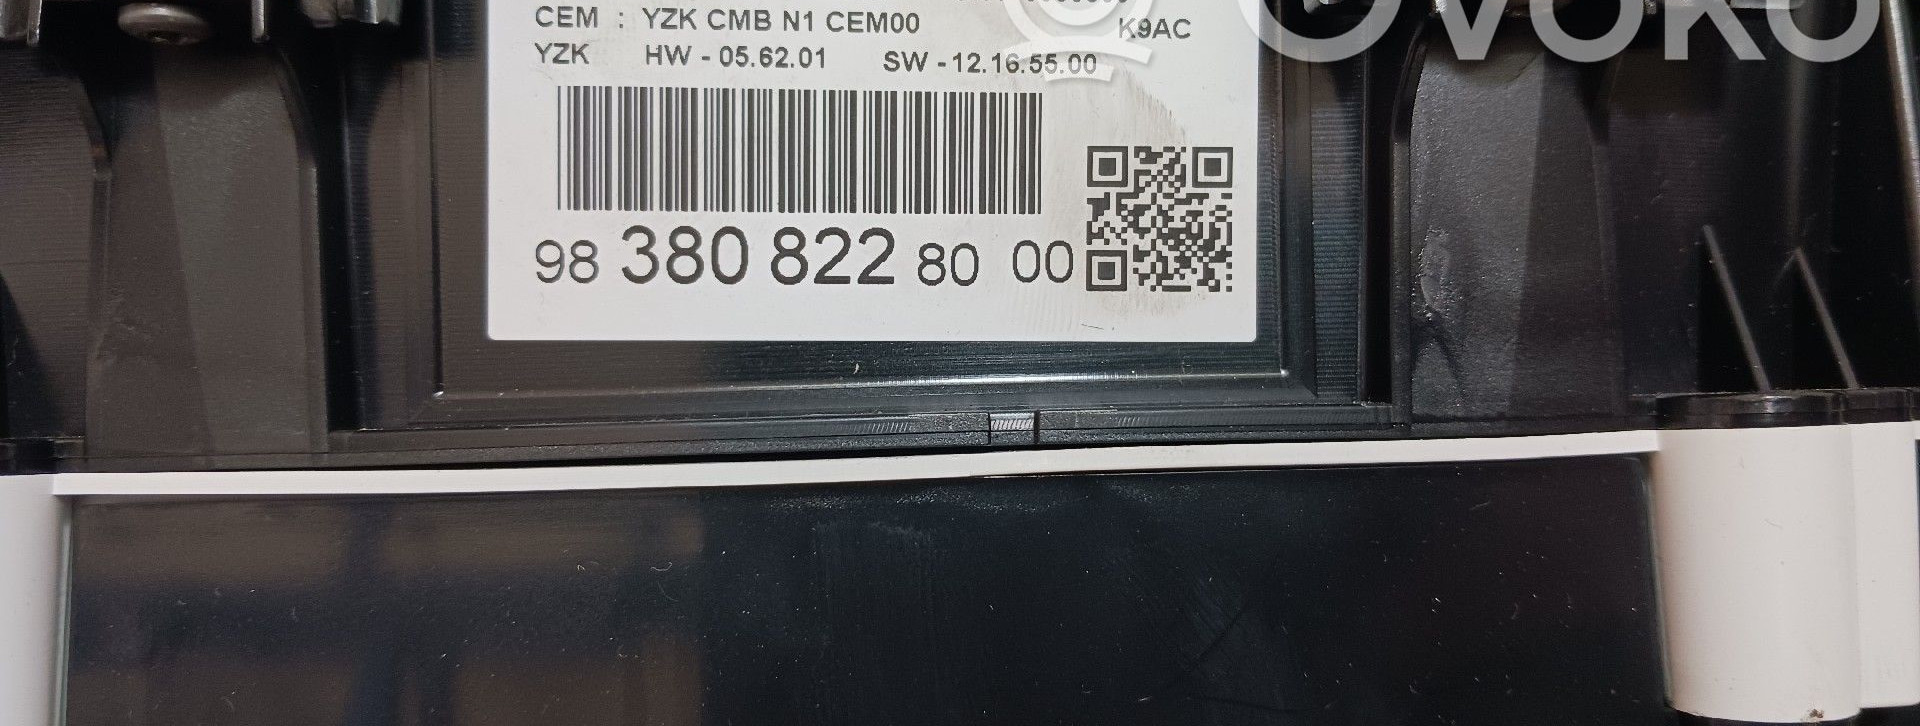 OVOKO
CEM : YZK CMB N1 CEM00 K9AC
YZK HW - 05.62.01 SW - 12.16.55.00
98 380 822 80 00